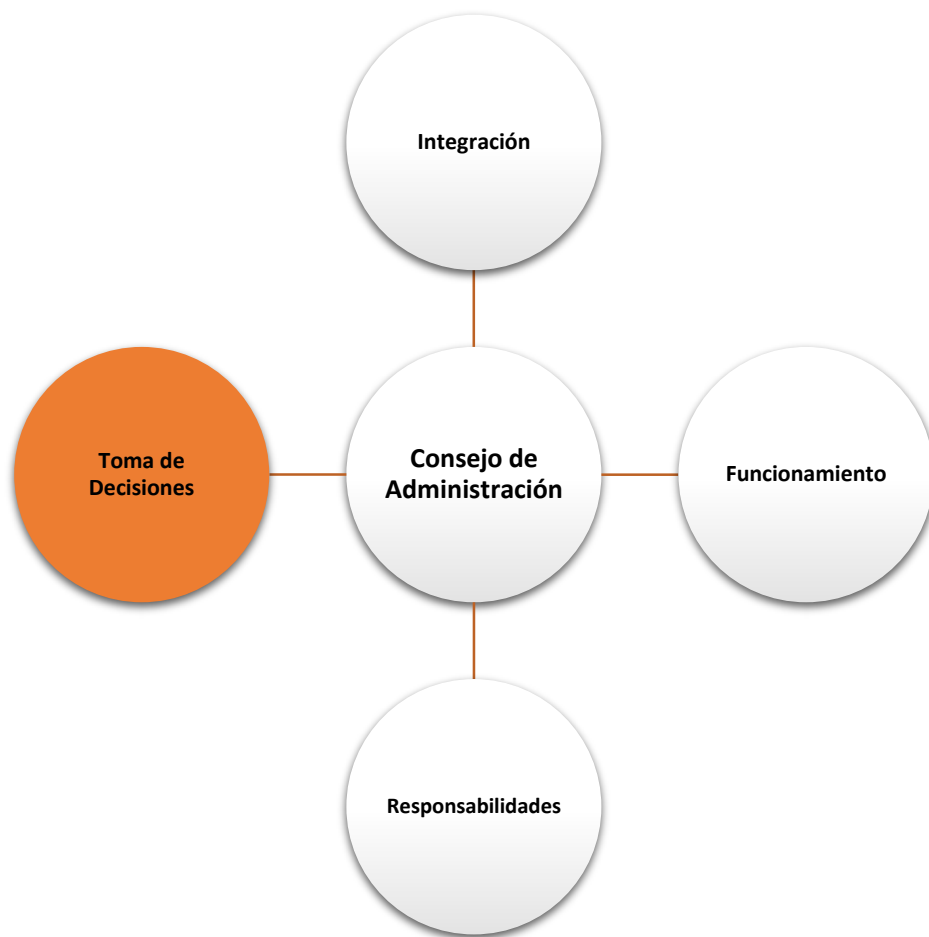 Integración
Toma de
Decisiones
Consejo de
Administración
Funcionamiento
Responsabilidades